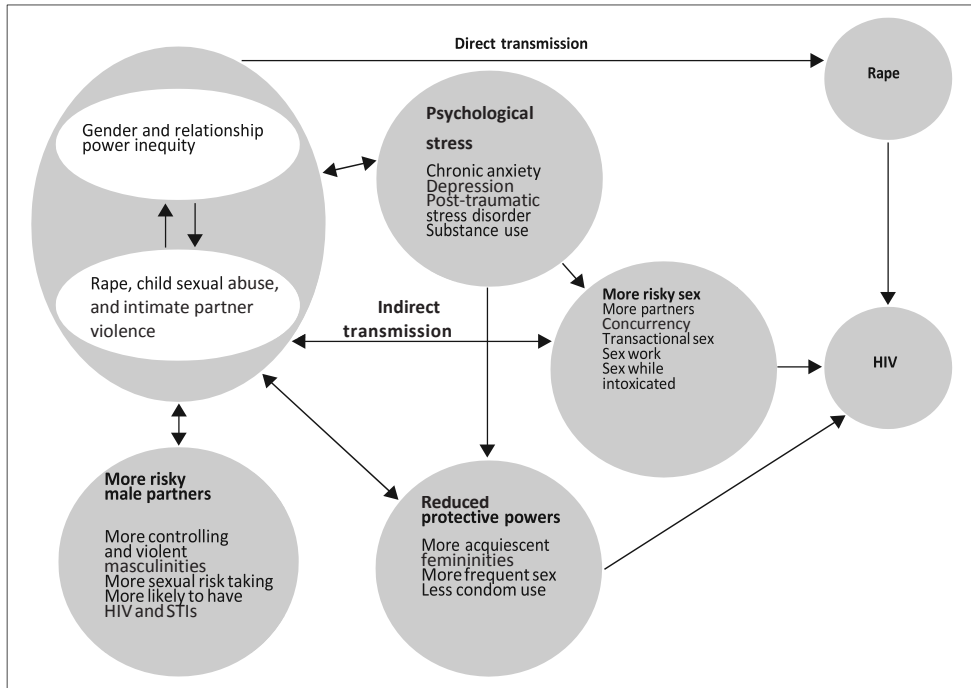 Direct transmission
Rape
Gender and relationship
power inequity
Psychological
stress
Chronic anxiety
Depression
Post-traumatic
stress disorder
Substance use
Rape, child sexual abuse,
and intimate partner
violence
Indirect
transmission
More risky sex
More partners
Concurrency
Transactional sex
Sex work
Sex while
intoxicated
HIV
More risky
male partners
More controlling
and violent
masculinities
More sexual risk taking
More likely to have
HIV and STIs
Reduced
protective powers
More acquiescent
femininities
More frequent sex
Less condom use